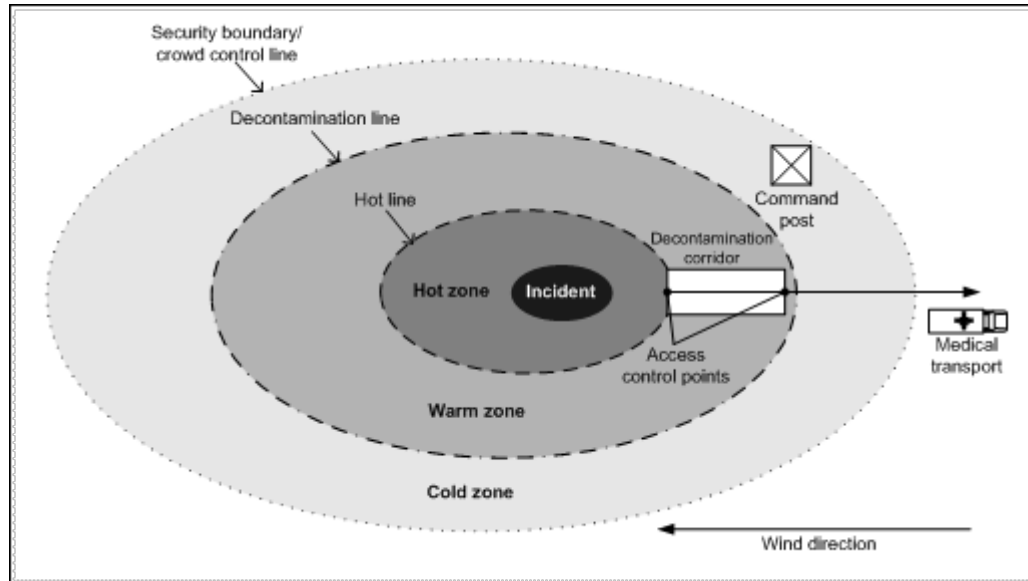 Security boundary/
crowd control line
Decontamination line
Hot line
Command
post
Decontamination
corridor
Hot zone
Incident
Access
control points
Medical
transport
Warm zone
Cold zone
Wind direction